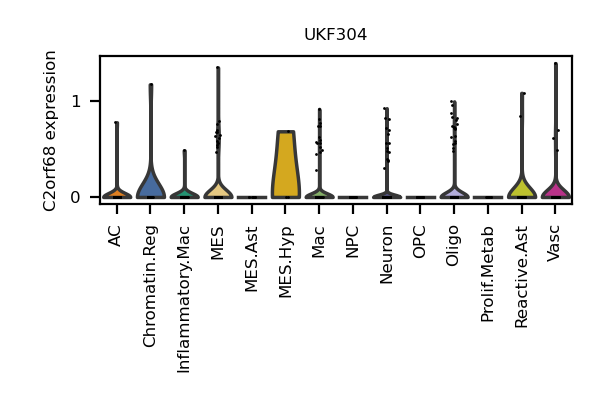 UKF304
C2orf68 expression
1
0
AC
Chromatin.Reg
Inflammatory.Mac
MES
MES.Ast
MES.Hyp
Mac
NPC
Neuron
OPC
Oligo
Prolif.Metab
Reactive.Ast
Vasc